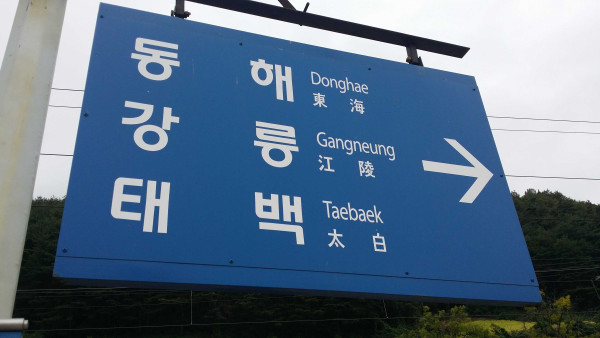 동 해 Donghae
東 海
강 릉 Gangneung
江 陵
태 백 Taebaek
太 白